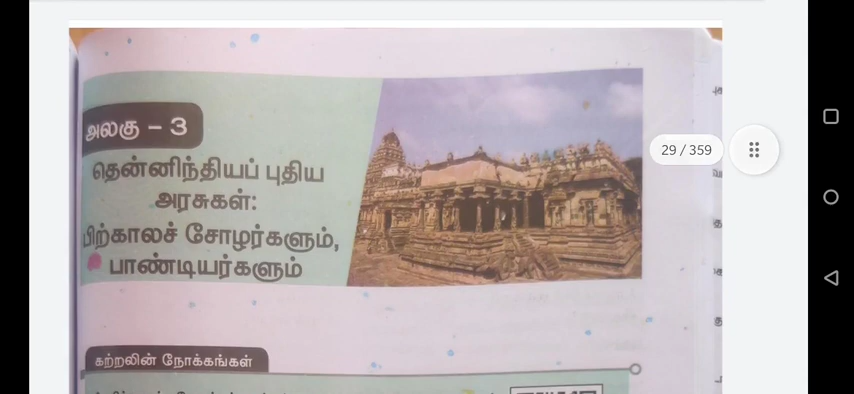 அலகு – 3
தென்னிந்தியப் புதிய
அரசுகள்:
பிற்காலச் சோழர்களும்,
பாண்டியர்களும்
29 / 359
கற்றலின் நோக்கங்கள்